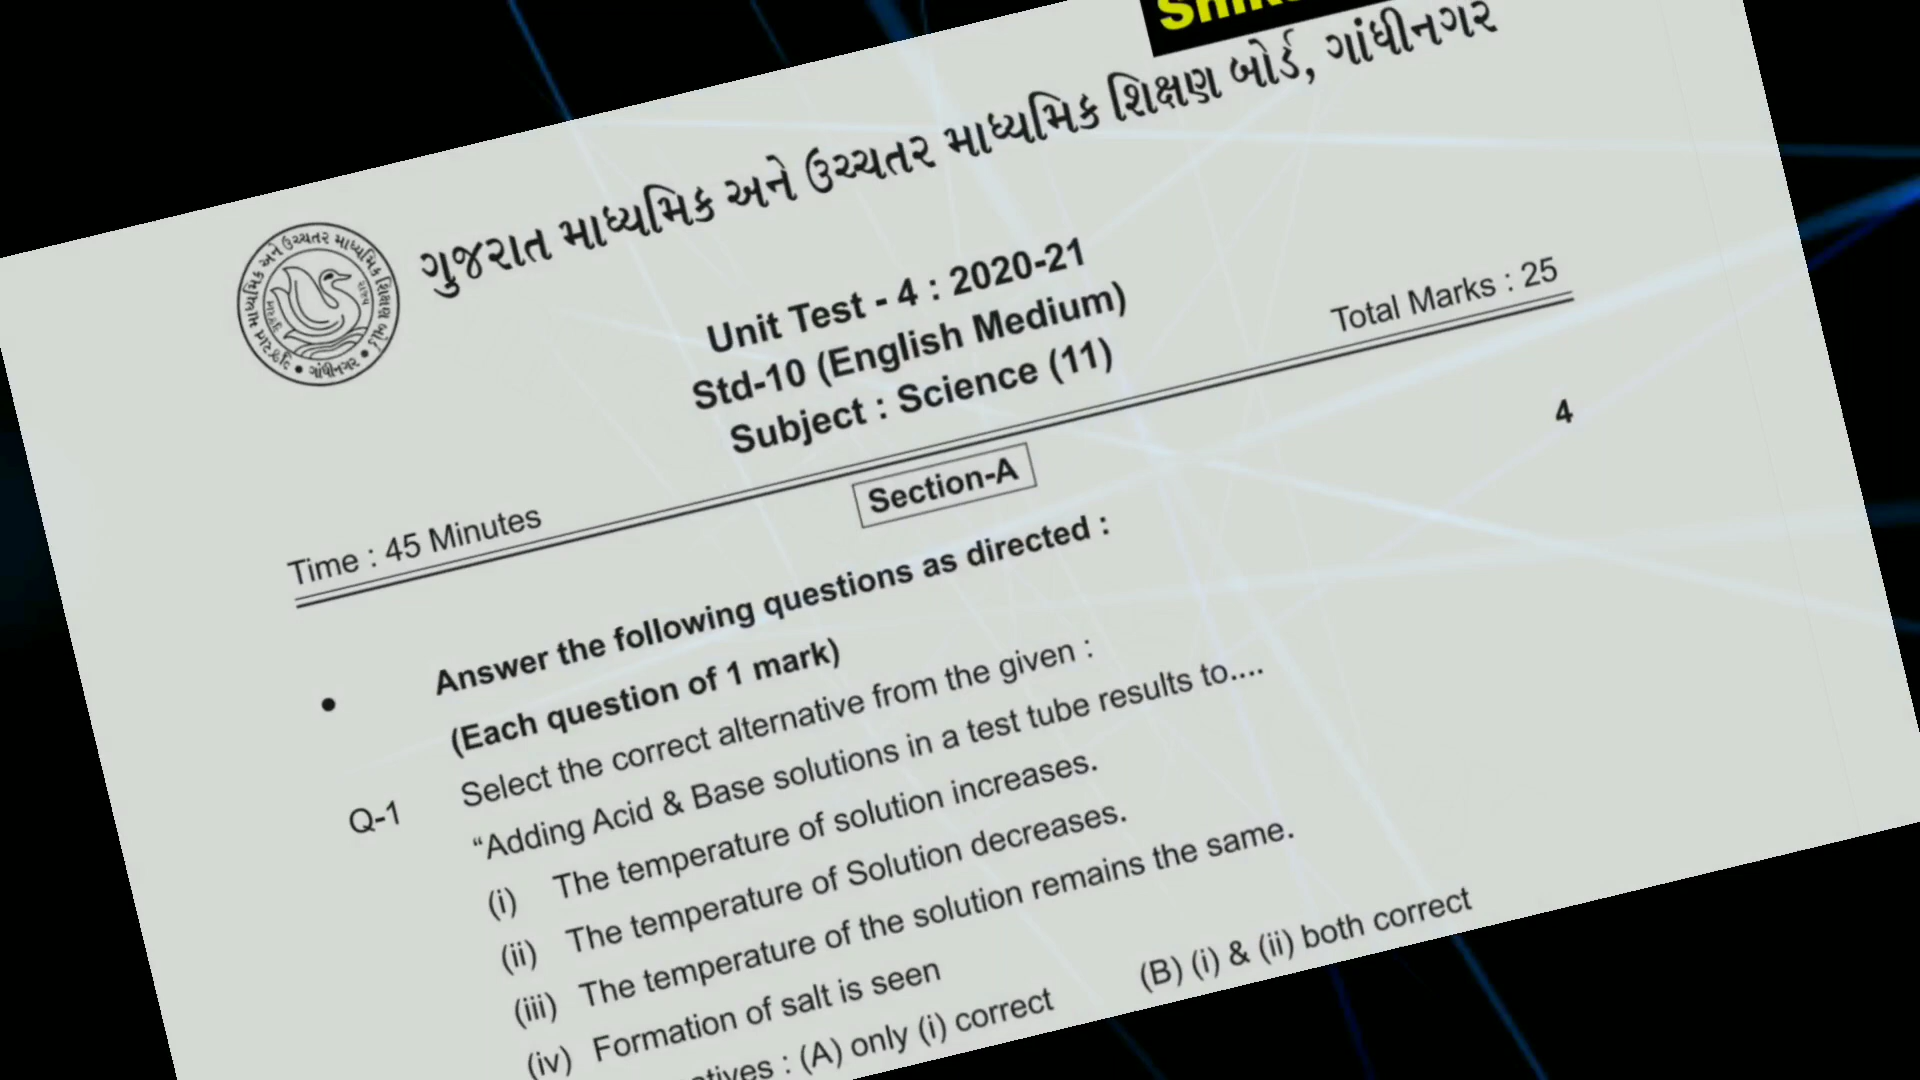 ગુજરાત માધ્યમિક અને ઉચ્ચતર માધ્યમિક શિક્ષણ બોર્ડ, ગાંધીનગર
Unit Test - 4 : 2020-21
Std-10 (English Medium)
Subject : Science (11)
Time : 45 Minutes Total Marks : 25
Section-A
• Answer the following questions as directed : 4
(Each question of 1 mark)
Q-1 Select the correct alternative from the given :
“Adding Acid & Base solutions in a test tube results to....
(i) The temperature of solution increases.
(ii) The temperature of Solution decreases.
(iii) The temperature of the solution remains the same.
(iv) Formation of salt is seen
: (A) only (i) correct (B) (i) & (ii) both correct